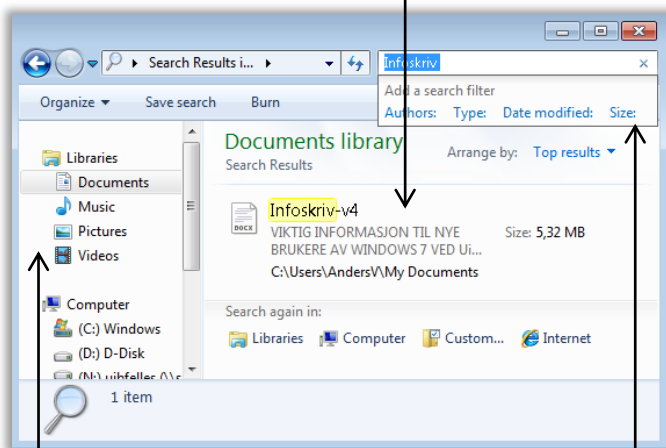 Search Results i...
Infoskriv
Organize
Save search
Burn
Add a search filter
Authors: Type: Date modified: Size:
Libraries
Documents
Music
Pictures
Videos
Computer
(C:) Windows
(D:) D-Disk
(N:) uibfelles (\\s
Documents library
Search Results
Arrange by: Top results
Infoskriv-v4
DOCX
VIKTIG INFORMASJON TIL NYE
BRUKERE AV WINDOWS 7 VED Ui...
Size: 5,32 MB
C:\Users\AndersV\My Documents
Search again in:
Libraries Computer Custom... Internet
1 item